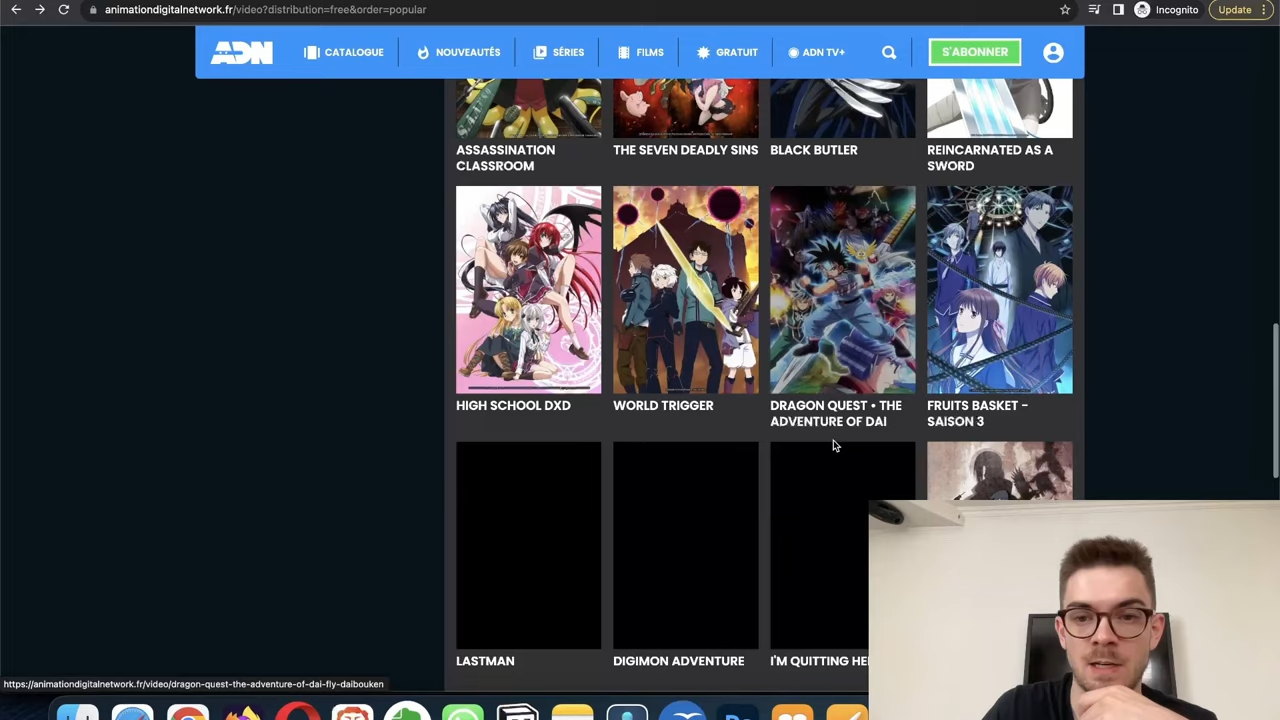 animationdigitalnetwork.fr/video?distribution=free&order=popular
Incognito
Update
ADN
CATALOGUE
NOUVEAUTÉS
SÉRIES
FILMS
GRATUIT
ADN TV+
S'ABONNER
ASSASSINATION
CLASSROOM
THE SEVEN DEADLY SINS
BLACK BUTLER
REINCARNATED AS A
SWORD
HIGH SCHOOL DXD
WORLD TRIGGER
DRAGON QUEST • THE
ADVENTURE OF DAI
FRUITS BASKET -
SAISON 3
LASTMAN
DIGIMON ADVENTURE
I'M QUITTING
https://animationdigitalnetwork.fr/video/dragon-quest-the-adventure-of-dai-fly-daibouken